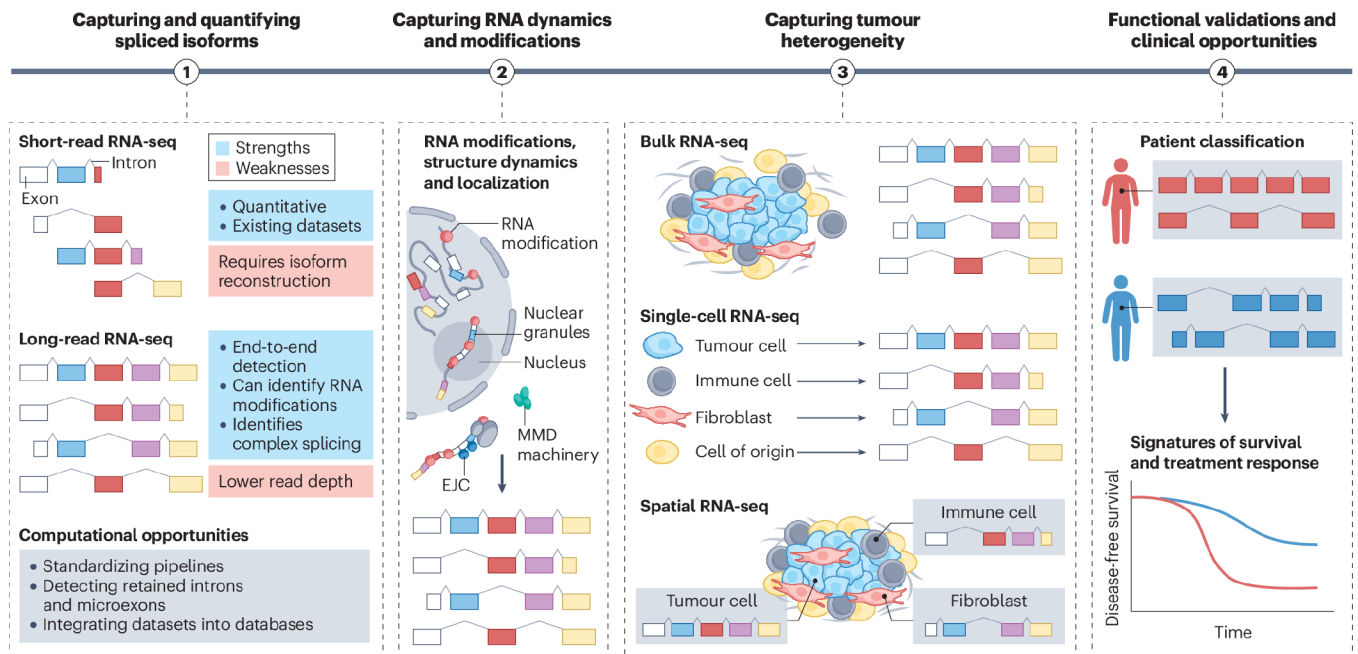 Capturing and quantifying
spliced isoforms
1
Capturing RNA dynamics
and modifications
2
Capturing tumour
heterogeneity
3
Functional validations and
clinical opportunities
4
Short-read RNA-seq
Intron
Exon
Strengths
Weaknesses
• Quantitative
• Existing datasets
Requires isoform
reconstruction
Long-read RNA-seq
• End-to-end
detection
• Can identify RNA
modifications
• Identifies
complex splicing
Lower read depth
Computational opportunities
• Standardizing pipelines
• Detecting retained introns
and microexons
• Integrating datasets into databases
RNA modifications,
structure dynamics
and localization
RNA
modification
Nuclear
granules
Nucleus
MMD
machinery
EJC
Bulk RNA-seq
Single-cell RNA-seq
Tumour cell
Immune cell
Fibroblast
Cell of origin
Spatial RNA-seq
Immune cell
Tumour cell
Fibroblast
Patient classification
Signatures of survival
and treatment response
Disease-free survival
Time